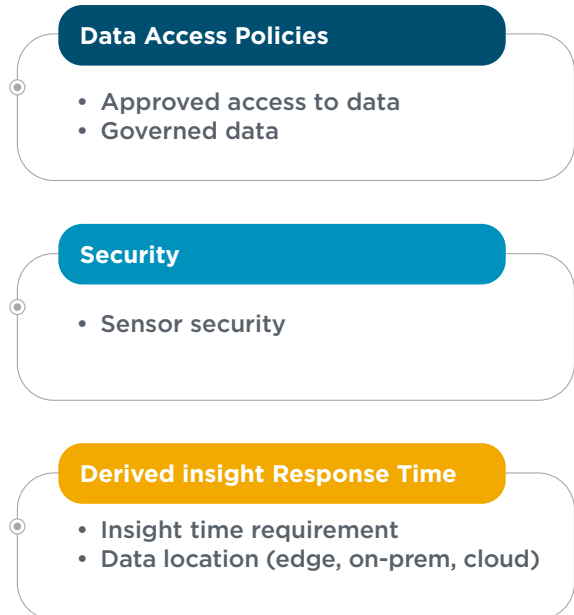 Data Access Policies
• Approved access to data
• Governed data
Security
• Sensor security
Derived insight Response Time
• Insight time requirement
• Data location (edge, on-prem, cloud)